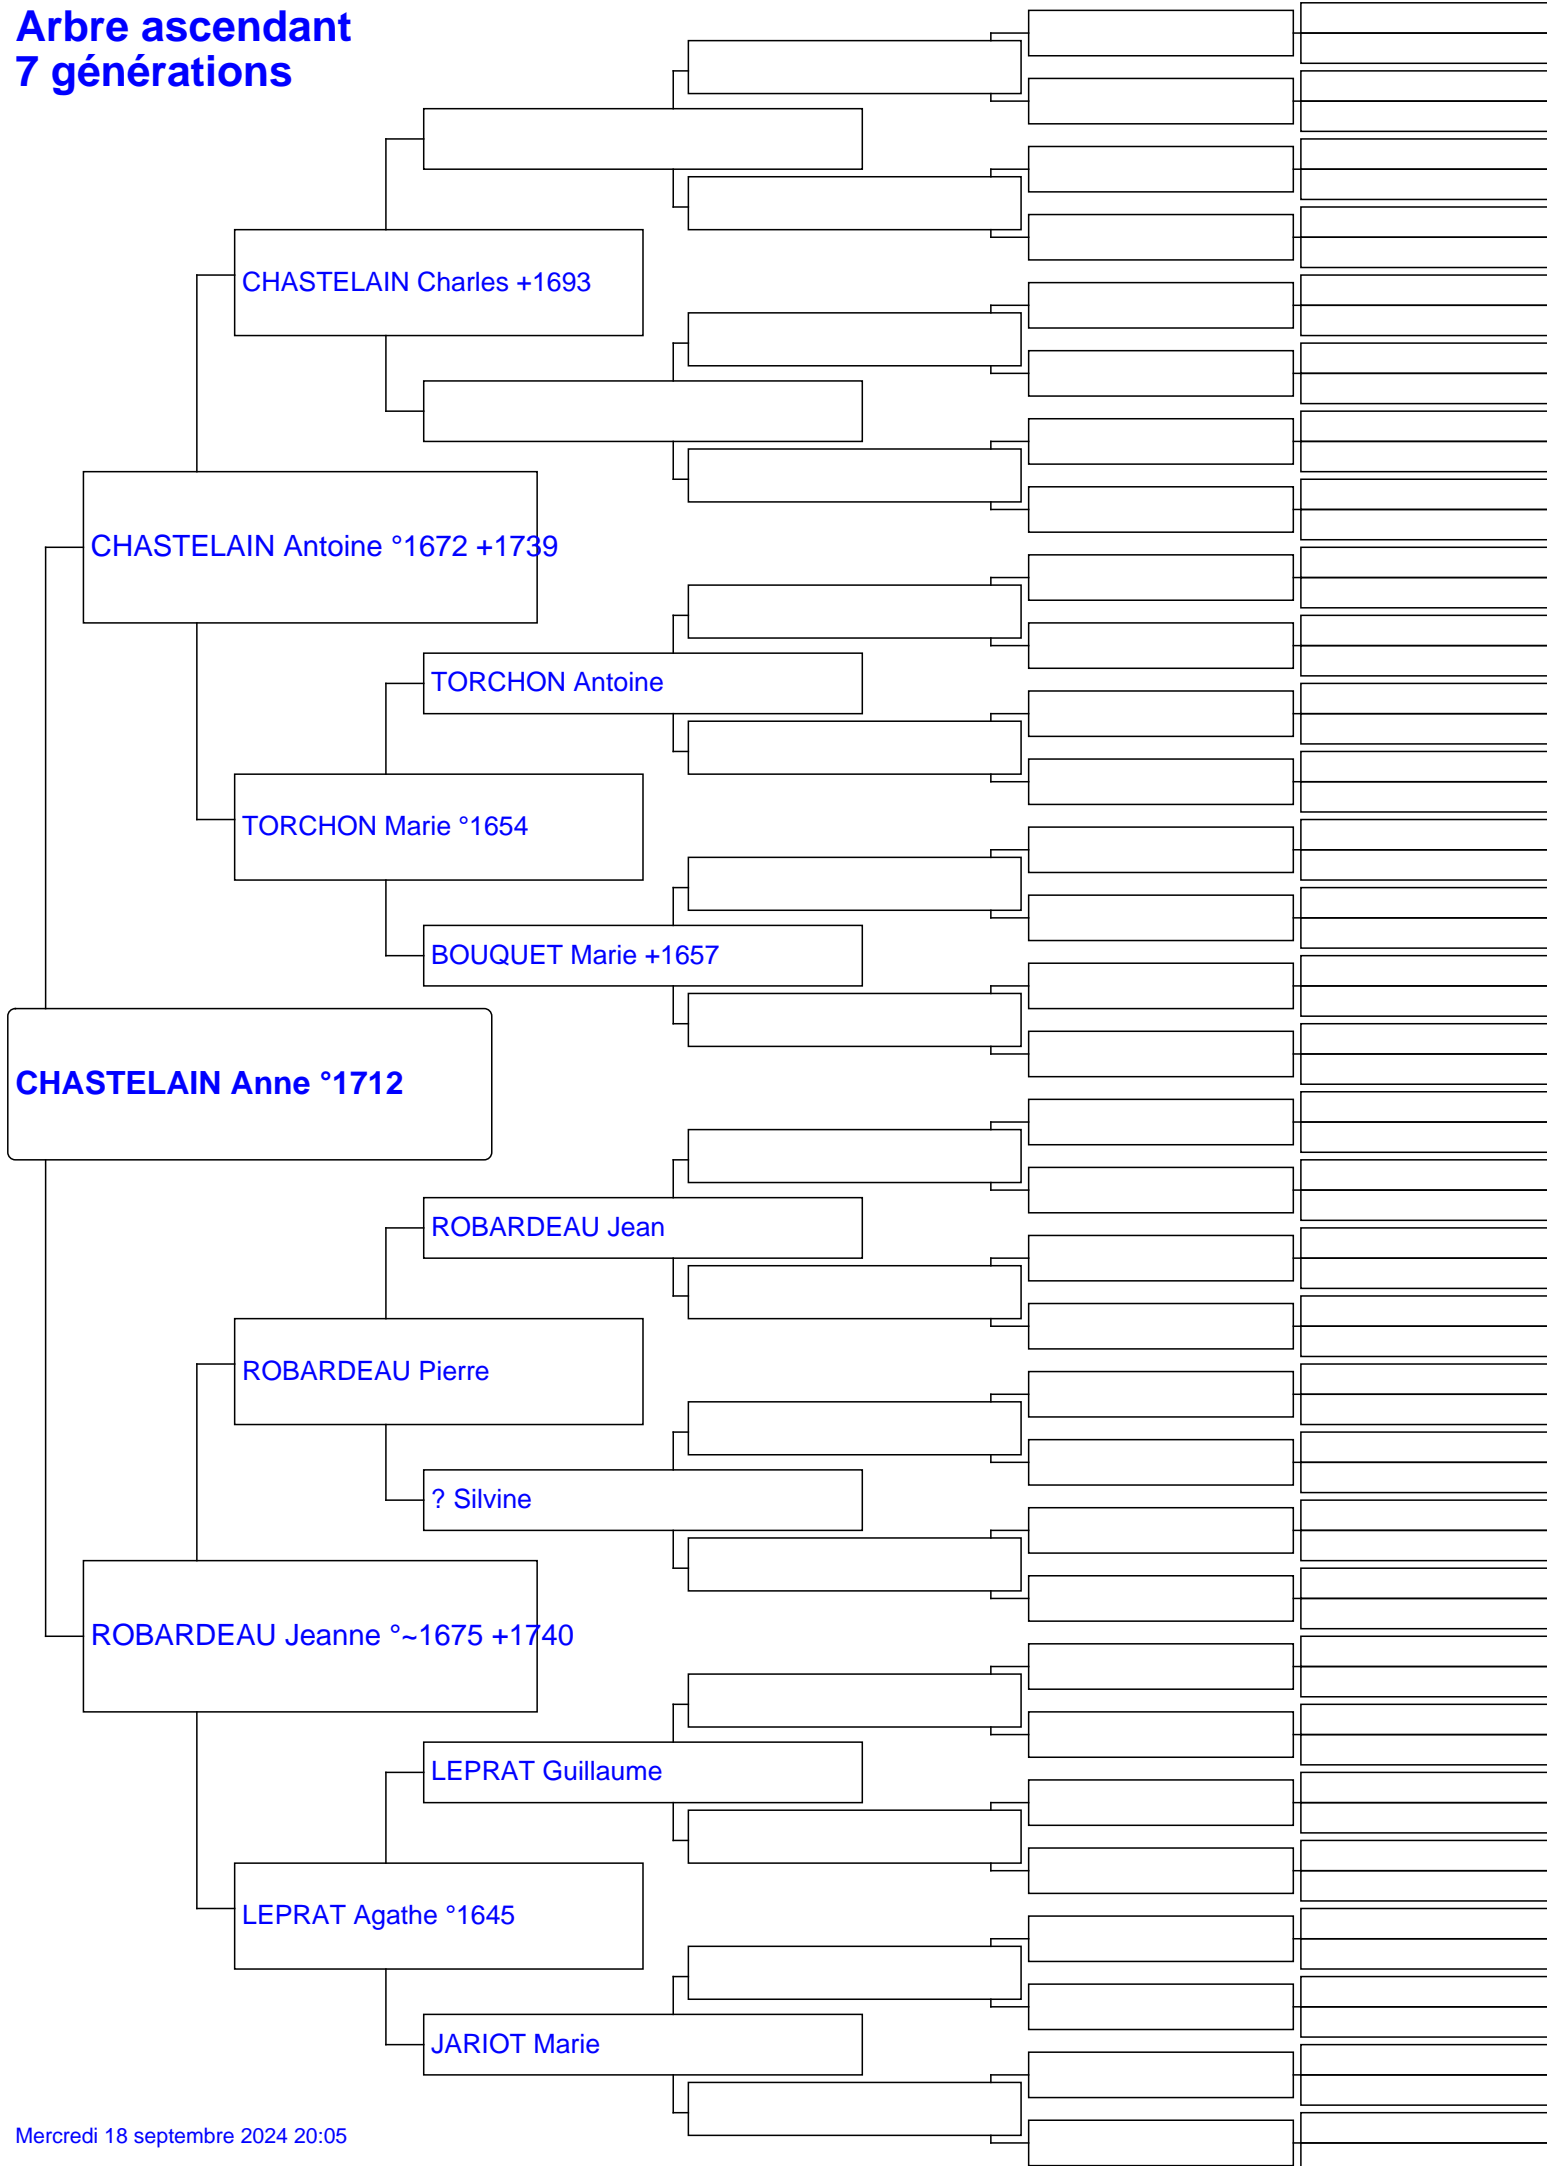 Arbre ascendant
7 générations
CHASTELAIN Charles +1693
CHASTELAIN Antoine °1672 +1739
TORCHON Antoine
TORCHON Marie °1654
BOUQUET Marie +1657
CHASTELAIN Anne °1712
ROBARDEAU Jean
ROBARDEAU Pierre
? Silvine
ROBARDEAU Jeanne °~1675 +1740
LEPRAT Guillaume
LEPRAT Agathe °1645
JARIOT Marie
Mercredi 18 septembre 2024 20:05